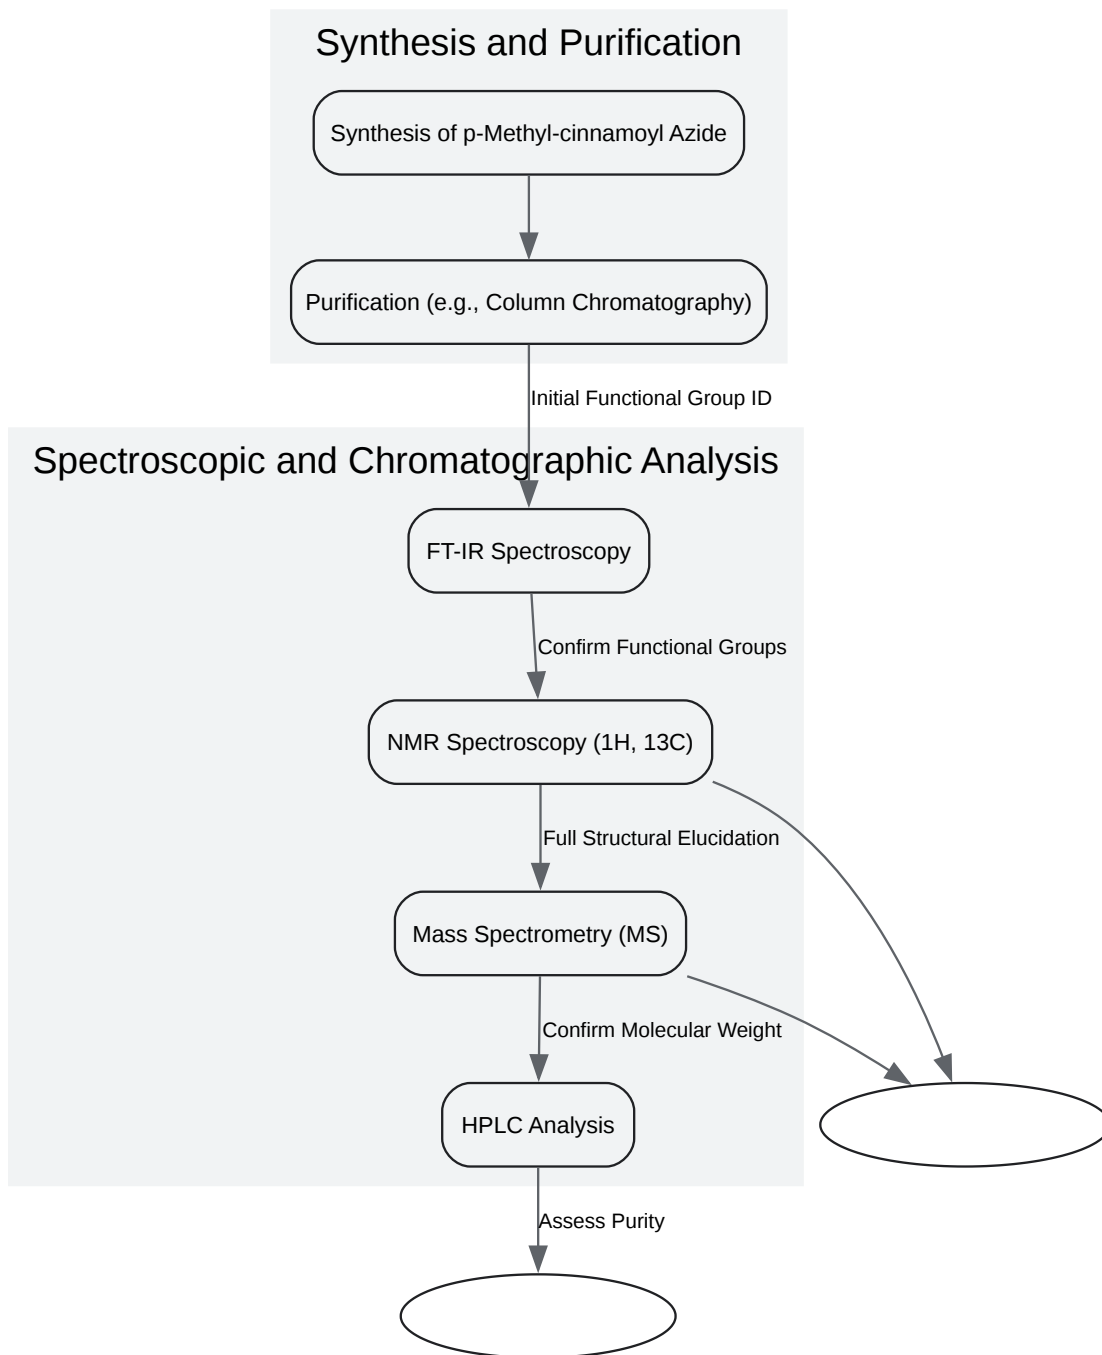 Synthesis and Purification
Synthesis of p-Methyl-cinnamoyl Azide
Purification (e.g., Column Chromatography)
Initial Functional Group ID
Spectroscopic and Chromatographic Analysis
FT-IR Spectroscopy
Confirm Functional Groups
NMR Spectroscopy (1H, 13C)
Full Structural Elucidation
Mass Spectrometry (MS)
Confirm Molecular Weight
HPLC Analysis
Assess Purity